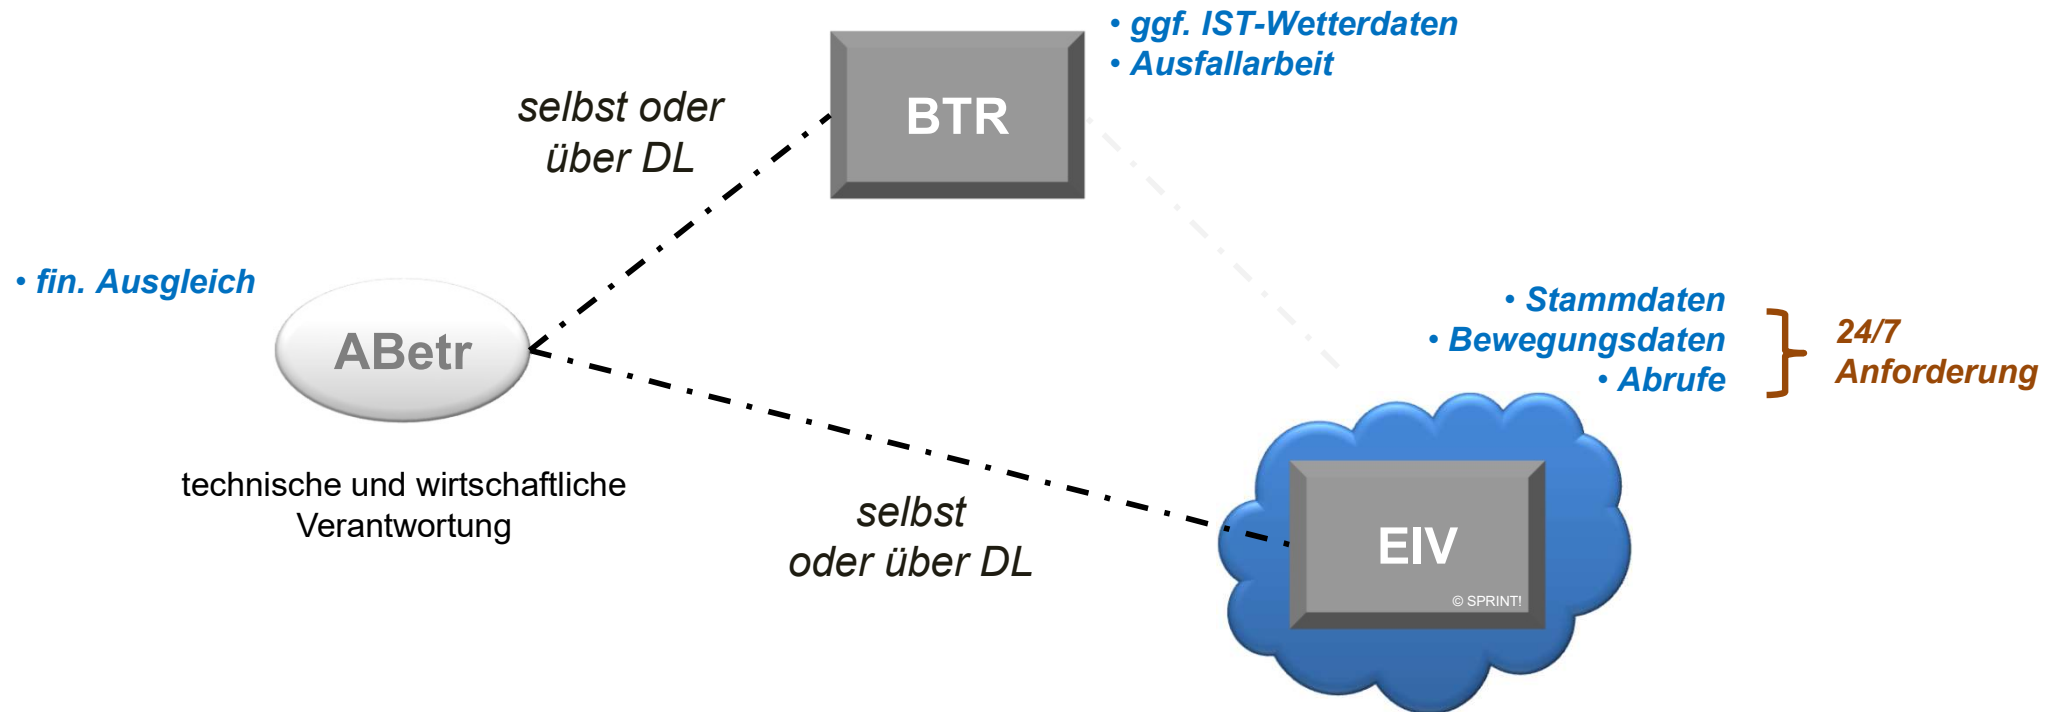 • ggf. IST-Wetterdaten
• Ausfallarbeit
BTR
selbst oder
über DL
• fin. Ausgleich
ABetr
technische und wirtschaftliche
Verantwortung
• Stammdaten
• Bewegungsdaten
• Abrufe
24/7
Anforderung
selbst
oder über DL
EIV
© SPRINT!